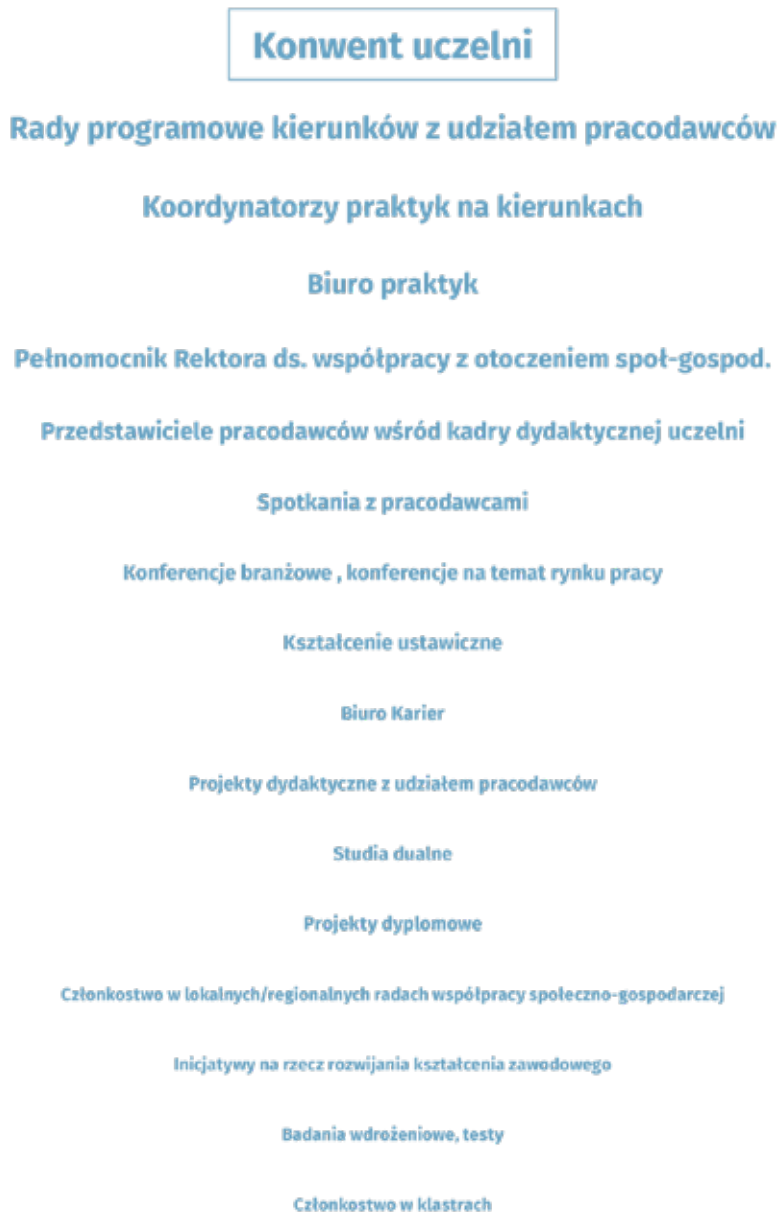 Konwent uczelni
Rady programowe kierunków z udziałem pracodawców
Koordynatorzy praktyk na kierunkach
Biuro praktyk
Pełnomocnik Rektora ds. współpracy z otoczeniem społ-gospod.
Przedstawiciele pracodawców wśród kadry dydaktycznej uczelni
Spotkania z pracodawcami
Konferencje branżowe , konferencje na temat rynku pracy
Kształcenie ustawiczne
Biuro Karier
Projekty dydaktyczne z udziałem pracodawców
Studia dualne
Projekty dyplomowe
Członkostwo w lokalnych/regionalnych radach współpracy społeczno-gospodarczej
Inicjatywy na rzecz rozwijania kształcenia zawodowego
Badania wdrożeniowe, testy
Członkostwo w klastrach